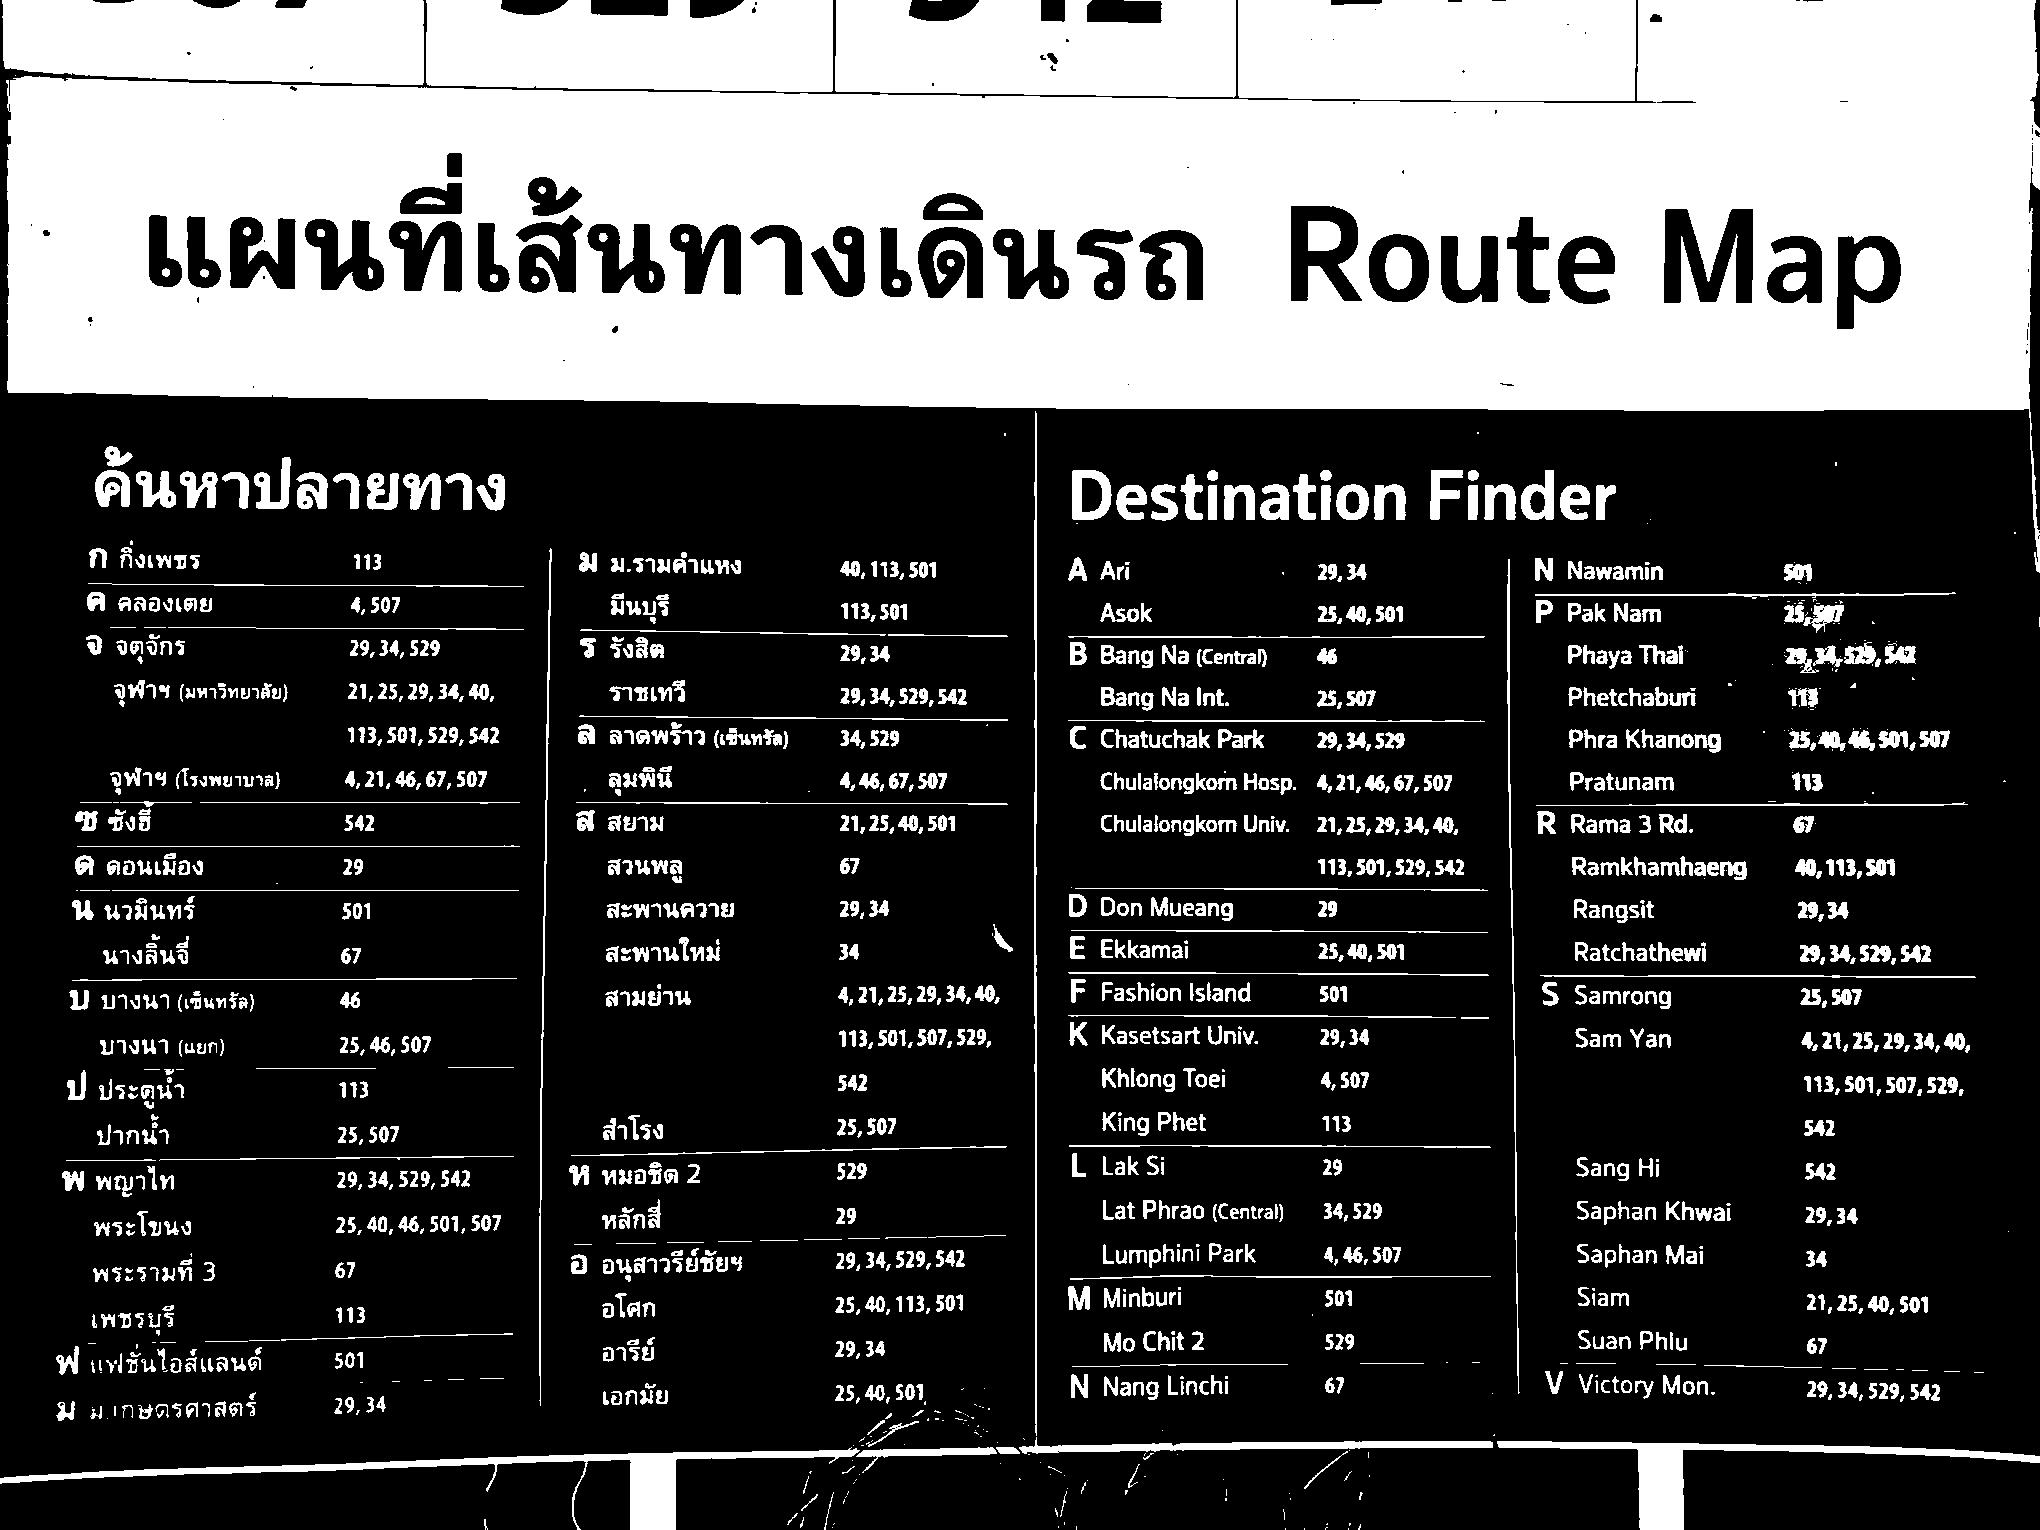 แผนที่เส้นทางเดินรถ Route Map
ค้นหาปลายทาง
ก กิ่งเพชร 113
ค คลองเตย 4, 507
จ จตุจักร 29, 34, 529
จุฬาฯ (มหาวิทยาลัย) 21, 25, 29, 34, 40,
113, 501, 529, 542
จุฬาฯ (โรงพยาบาล) 4, 21, 46, 67, 507
ซ ซังฮี้ 542
ด ดอนเมือง 29
น นวมินทร์ 501
นางลิ้นจี่ 67
บ บางนา (เซ็นทรัล) 46
บางนา (แยก) 25, 46, 507
ป ประตูน้ำ 113
ปากน้ำ 25, 507
พ พญาไท 29, 34, 529, 542
พระโขนง 25, 40, 46, 501, 507
พระรามที่ 3 67
เพชรบุรี 113
ฟ แฟชั่นไอส์แลนด์ 501
ม ม.เกษตรศาสตร์ 29, 34
ม ม.รามคำแหง 40, 113, 501
มีนบุรี 113, 501
ร รังสิต 29, 34
ราชเทวี 29, 34, 529, 542
ล ลาดพร้าว (เซ็นทรัล) 34, 529
ลุมพินี 4, 46, 67, 507
ส สยาม 21, 25, 40, 501
สวนพลู 67
สะพานควาย 29, 34
สะพานใหม่ 34
สามย่าน 4, 21, 25, 29, 34, 40,
113, 501, 507, 529,
542
สำโรง 25, 507
ห หมอชิต 2 529
หลักสี่ 29
อ อนุสาวรีย์ชัยฯ 29, 34, 529, 542
อโศก 25, 40, 113, 501
อารีย์ 29, 34
เอกมัย 25, 40, 501
Destination Finder
A Ari 29, 34
Asok 25, 40, 501
B Bang Na (Central) 46
Bang Na Int. 25, 507
C Chatuchak Park 29, 34, 529
Chulalongkorn Hosp. 4, 21, 46, 67, 507
Chulalongkorn Univ. 21, 25, 29, 34, 40,
113, 501, 529, 542
D Don Mueang 29
E Ekkamai 25, 40, 501
F Fashion Island 501
K Kasetsart Univ. 29, 34
Khlong Toei 4, 507
King Phet 113
L Lak Si 29
Lat Phrao (Central) 34, 529
Lumphini Park 4, 46, 507
M Minburi 501
Mo Chit 2 529
N Nang Linchi 67
N Nawamin 501
P Pak Nam 25, 507
Phaya Thai 29, 34, 529, 542
Phetchaburi 113
Phra Khanong 25, 40, 46, 501, 507
Pratunam 113
R Rama 3 Rd. 67
Ramkhamhaeng 40, 113, 501
Rangsit 29, 34
Ratchathewi 29, 34, 529, 542
S Samrong 25, 507
Sam Yan 4, 21, 25, 29, 34, 40,
113, 501, 507, 529,
542
Sang Hi 542
Saphan Khwai 29, 34
Saphan Mai 34
Siam 21, 25, 40, 501
Suan Phlu 67
V Victory Mon. 29, 34, 529, 542